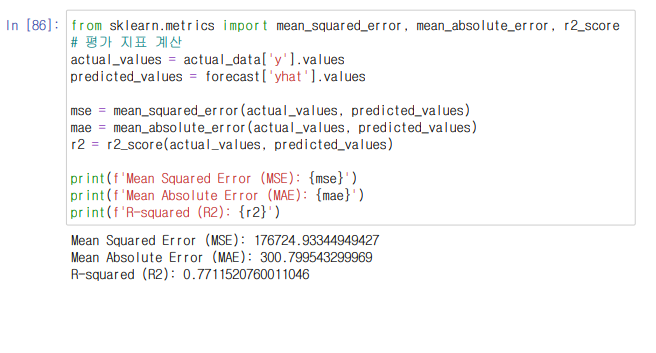 In [86]: from sklearn.metrics import mean_squared_error, mean_absolute_error, r2_score
# 평가 지표 계산
actual_values = actual_data['y'].values
predicted_values = forecast['yhat'].values
mse = mean_squared_error(actual_values, predicted_values)
mae = mean_absolute_error(actual_values, predicted_values)
r2 = r2_score(actual_values, predicted_values)
print(f'Mean Squared Error (MSE): {mse}')
print(f'Mean Absolute Error (MAE): {mae}')
print(f'R-squared (R2): {r2}')
Mean Squared Error (MSE): 176724.93344949427
Mean Absolute Error (MAE): 300.799543299969
R-squared (R2): 0.7711520760011046